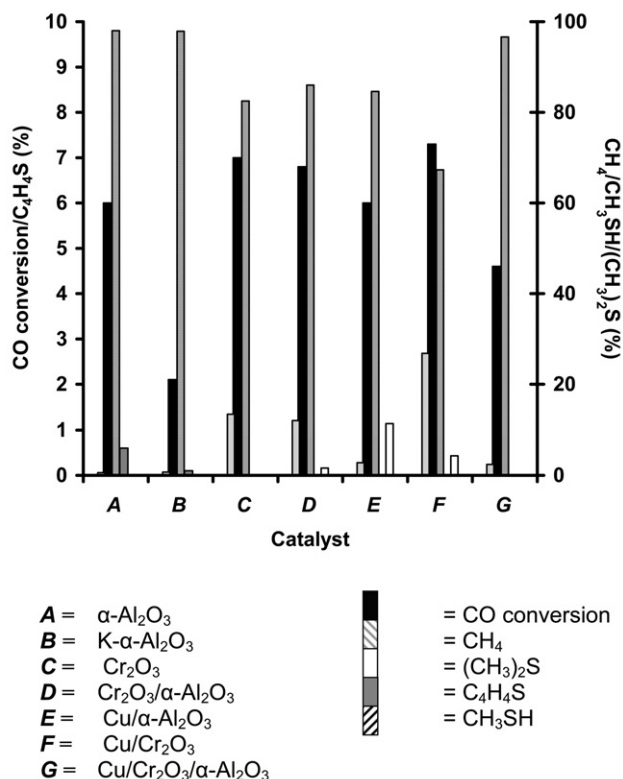 CO conversion/C₄H₄S (%)
10
9
8
7
6
5
4
3
2
1
0
100
80
60
40
20
0
CH₄/CH₃SH/(CH₃)₂S (%)
A B C D E F G
Catalyst
A = α-Al₂O₃
B = K-α-Al₂O₃
C = Cr₂O₃
D = Cr₂O₃/α-Al₂O₃
E = Cu/α-Al₂O₃
F = Cu/Cr₂O₃
G = Cu/Cr₂O₃/α-Al₂O₃
= CO conversion
= CH₄
= (CH₃)₂S
= C₄H₄S
= CH₃SH